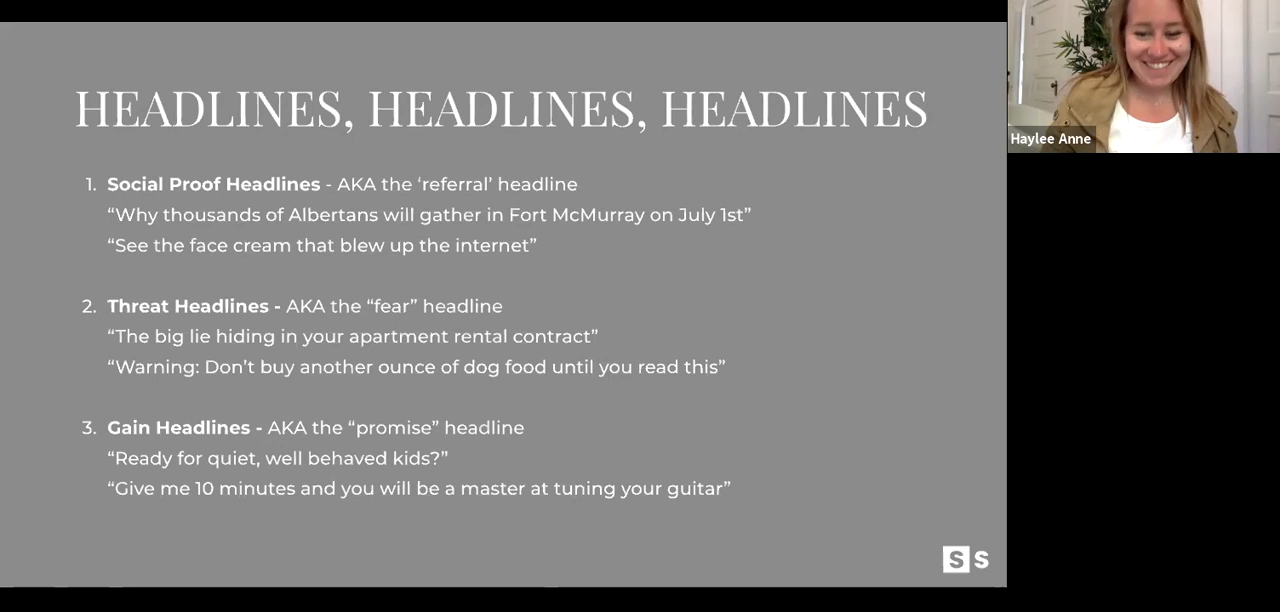 HEADLINES, HEADLINES, HEADLINES
1. Social Proof Headlines - AKA the ‘referral’ headline
“Why thousands of Albertans will gather in Fort McMurray on July 1st”
“See the face cream that blew up the internet”
2. Threat Headlines - AKA the “fear” headline
“The big lie hiding in your apartment rental contract”
“Warning: Don’t buy another ounce of dog food until you read this”
3. Gain Headlines - AKA the “promise” headline
“Ready for quiet, well behaved kids?”
“Give me 10 minutes and you will be a master at tuning your guitar”
S S
Haylee Anne